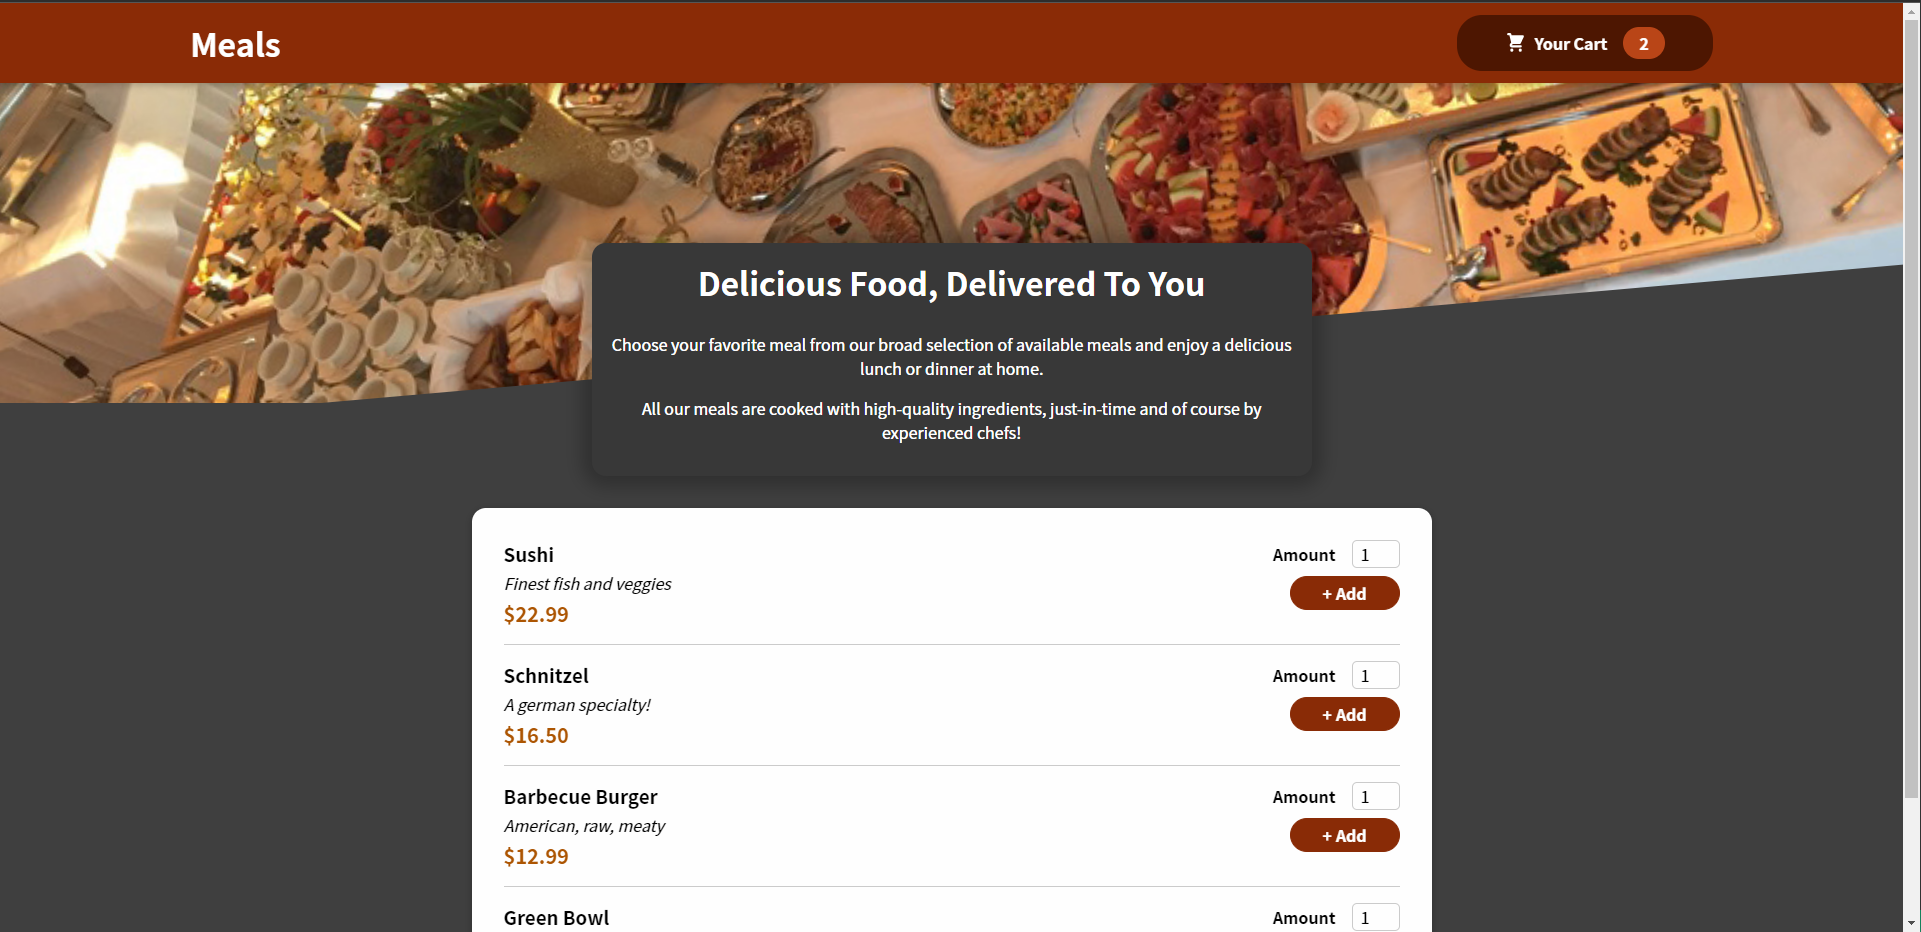 Meals
Your Cart 2
Delicious Food, Delivered To You
Choose your favorite meal from our broad selection of available meals and enjoy a delicious
lunch or dinner at home.
All our meals are cooked with high-quality ingredients, just-in-time and of course by
experienced chefs!
Sushi
Amount 1
Finest fish and veggies
+ Add
$22.99
Schnitzel
Amount 1
A german specialty!
+ Add
$16.50
Barbecue Burger
Amount 1
American, raw, meaty
+ Add
$12.99
Green Bowl
Amount 1